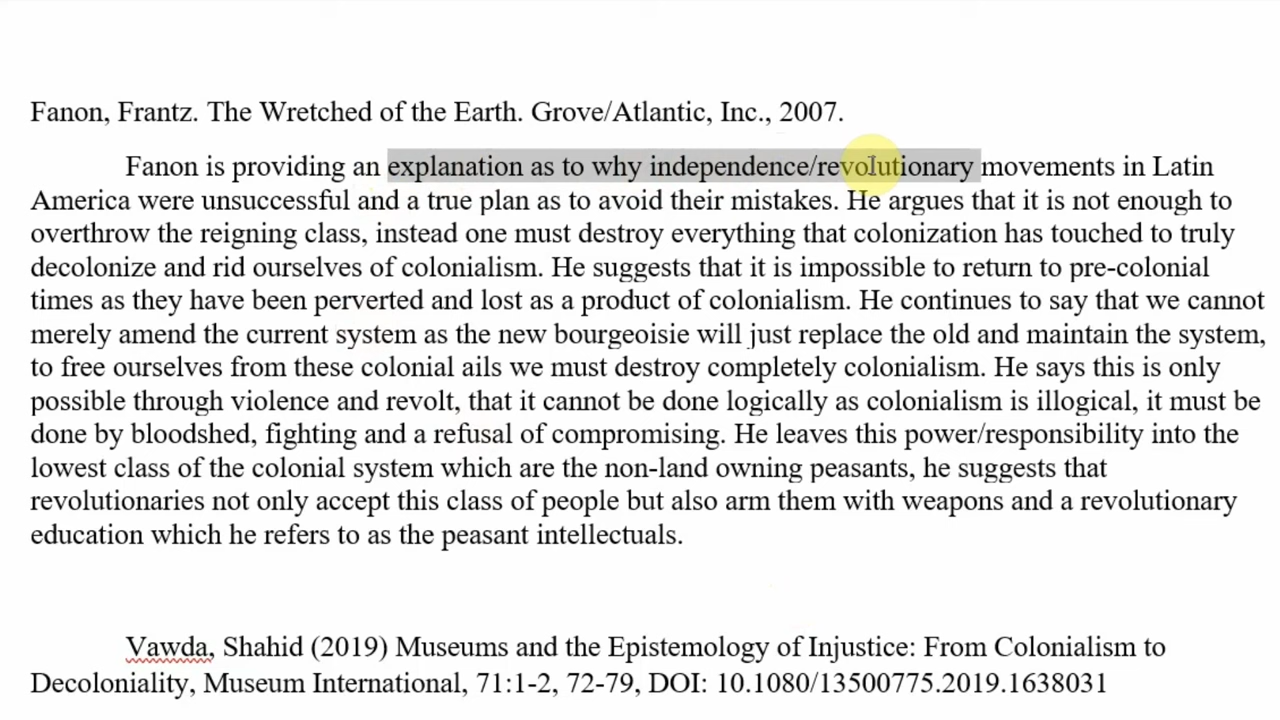 Fanon, Frantz. The Wretched of the Earth. Grove/Atlantic, Inc., 2007.
Fanon is providing an explanation as to why independence/revolutionary movements in Latin
America were unsuccessful and a true plan as to avoid their mistakes. He argues that it is not enough to
overthrow the reigning class, instead one must destroy everything that colonization has touched to truly
decolonize and rid ourselves of colonialism. He suggests that it is impossible to return to pre-colonial
times as they have been perverted and lost as a product of colonialism. He continues to say that we cannot
merely amend the current system as the new bourgeoisie will just replace the old and maintain the system,
to free ourselves from these colonial ails we must destroy completely colonialism. He says this is only
possible through violence and revolt, that it cannot be done logically as colonialism is illogical, it must be
done by bloodshed, fighting and a refusal of compromising. He leaves this power/responsibility into the
lowest class of the colonial system which are the non-land owning peasants, he suggests that
revolutionaries not only accept this class of people but also arm them with weapons and a revolutionary
education which he refers to as the peasant intellectuals.
Vawda, Shahid (2019) Museums and the Epistemology of Injustice: From Colonialism to
Decoloniality, Museum International, 71:1-2, 72-79, DOI: 10.1080/13500775.2019.1638031